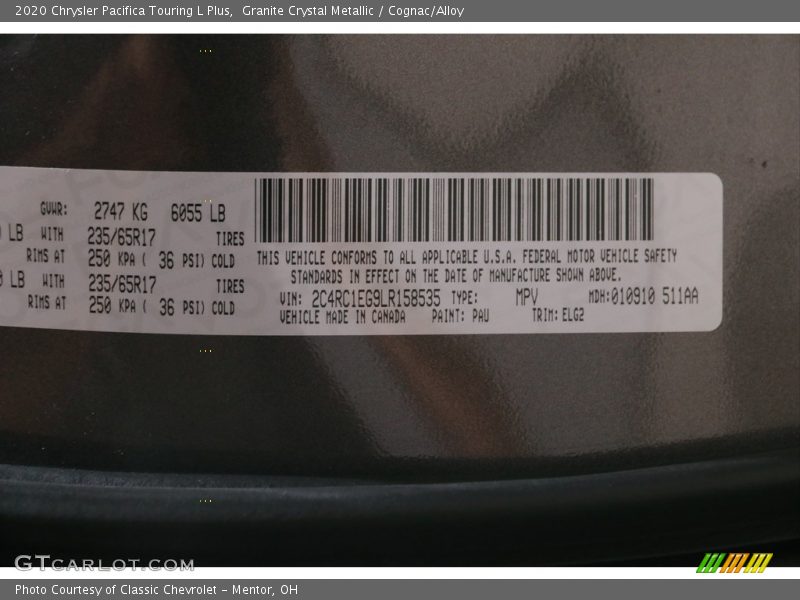 2020 Chrysler Pacifica Touring L Plus,  Granite Crystal Metallic / Cognac/Alloy
GVWR: 2747 KG 6055 LB
LB WITH 235/65R17 TIRES
RIMS AT 250 KPA ( 36 PSI) COLD
LB WITH 235/65R17 TIRES
RIMS AT 250 KPA ( 36 PSI) COLD
THIS VEHICLE CONFORMS TO ALL APPLICABLE U.S.A. FEDERAL MOTOR VEHICLE SAFETY
STANDARDS IN EFFECT ON THE DATE OF MANUFACTURE SHOWN ABOVE.
VIN: 2C4RC1EG9LR158535 TYPE: MPV MDH:010910 511AA
VEHICLE MADE IN CANADA PAINT: PAU TRIM: ELG2
GTCARLOT.COM
Photo Courtesy of Classic Chevrolet - Mentor, OH